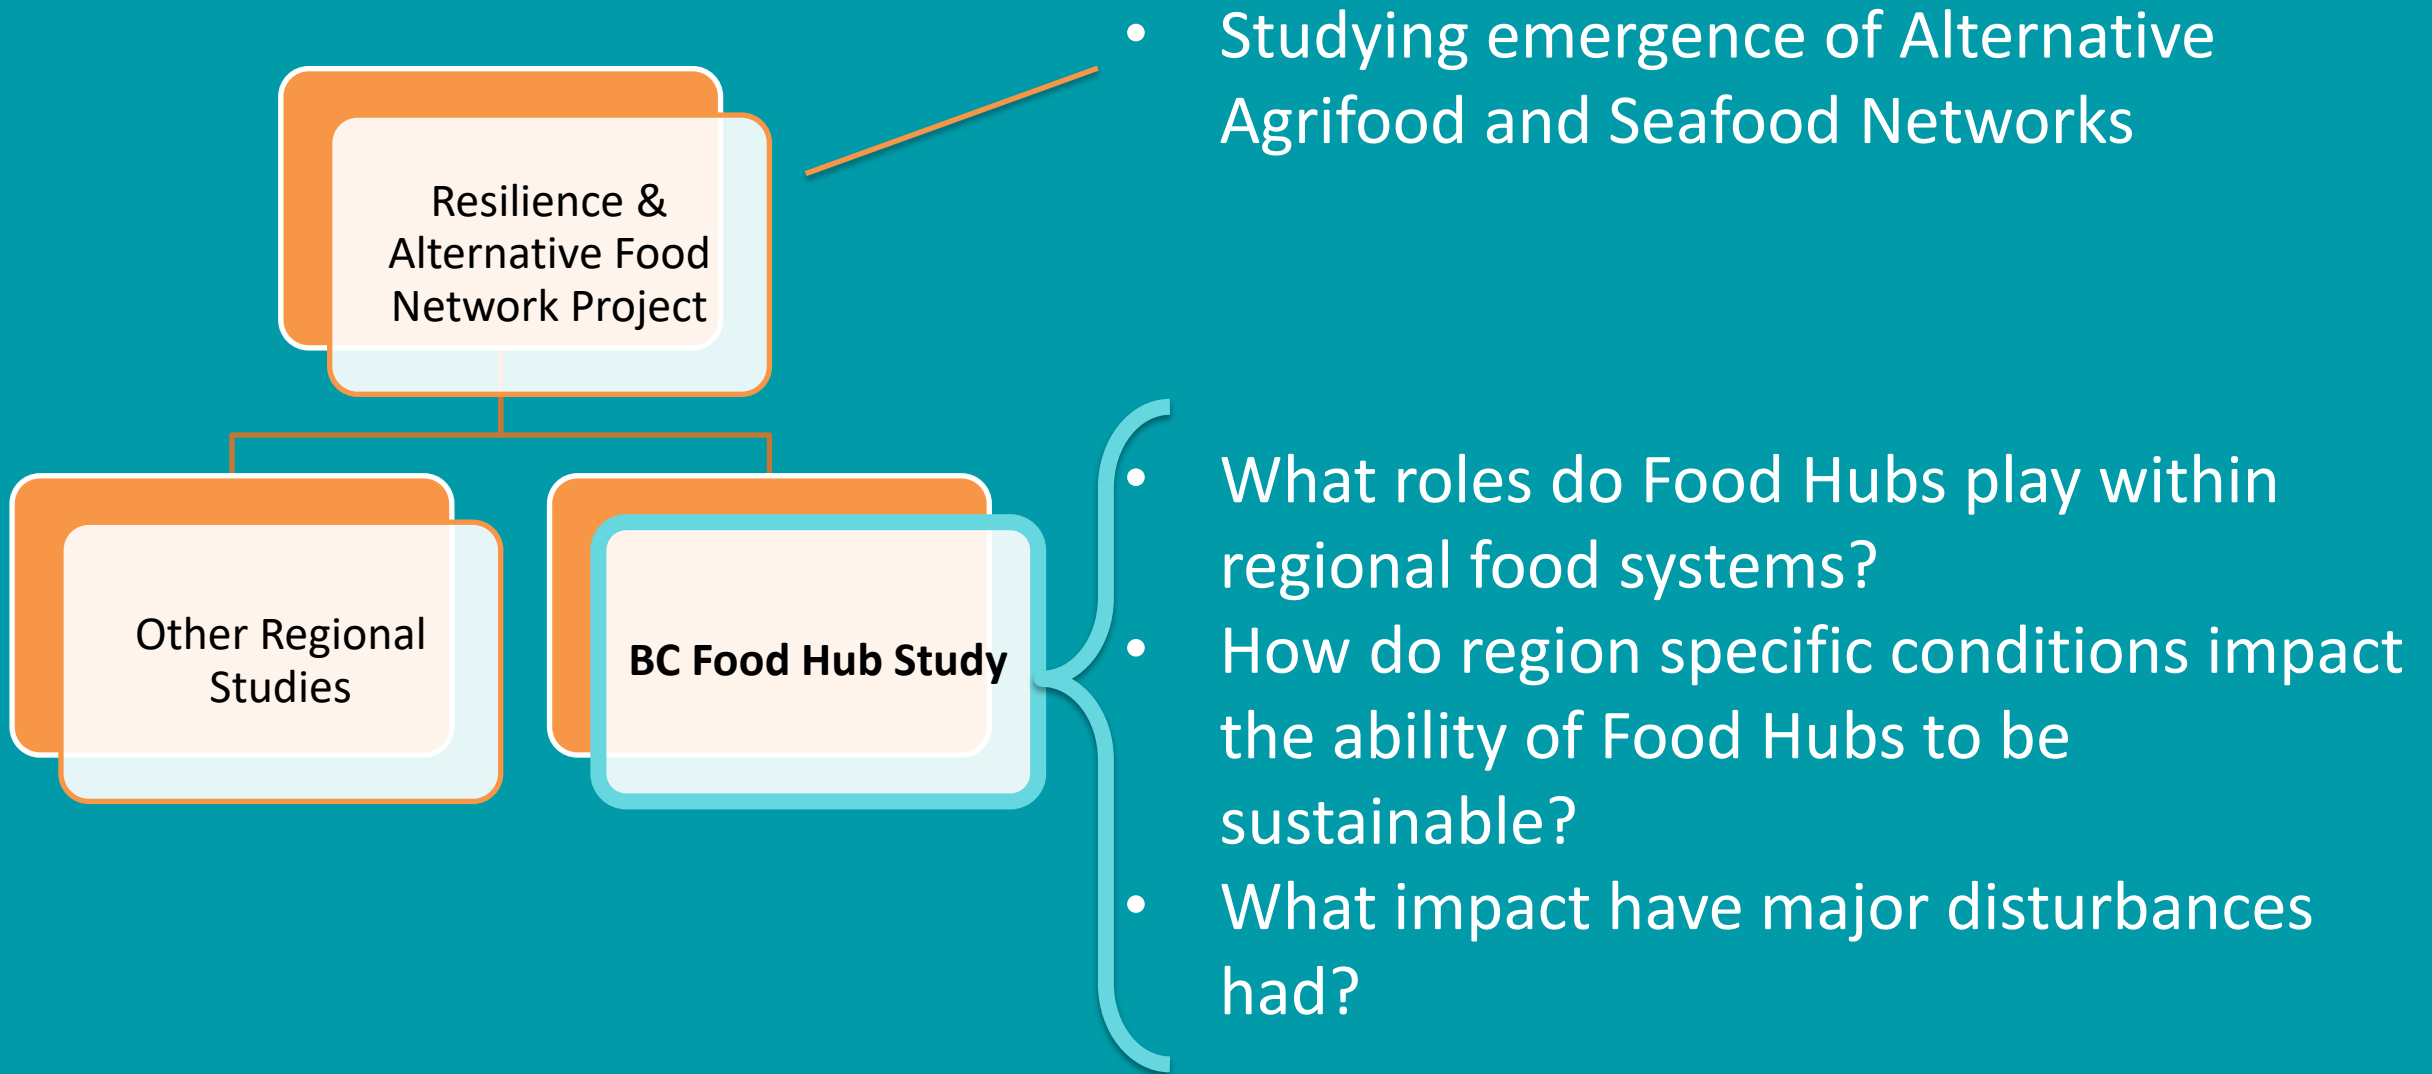 • Studying emergence of Alternative
Agrifood and Seafood Networks
Resilience &
Alternative Food
Network Project
Other Regional
Studies
BC Food Hub Study
• What roles do Food Hubs play within
regional food systems?
• How do region specific conditions impact
the ability of Food Hubs to be
sustainable?
• What impact have major disturbances
had?